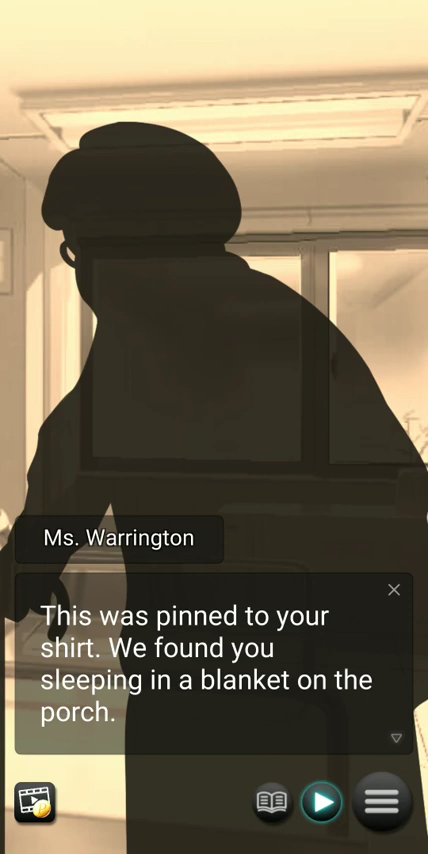 Ms. Warrington
This was pinned to your
shirt. We found you
sleeping in a blanket on the
porch.